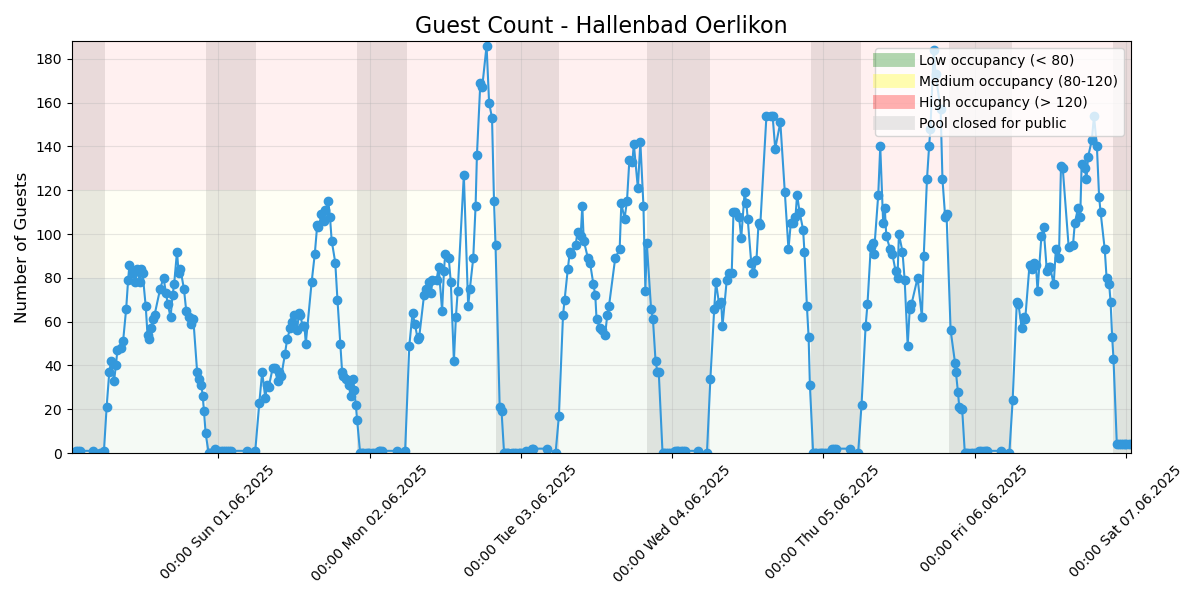 Guest Count - Hallenbad Oerlikon
Number of Guests
180
160
140
120
100
80
60
40
20
0
Low occupancy (< 80)
Medium occupancy (80-120)
High occupancy (> 120)
Pool closed for public
00:00 Sun 01.06.2025
00:00 Mon 02.06.2025
00:00 Tue 03.06.2025
00:00 Wed 04.06.2025
00:00 Thu 05.06.2025
00:00 Fri 06.06.2025
00:00 Sat 07.06.2025